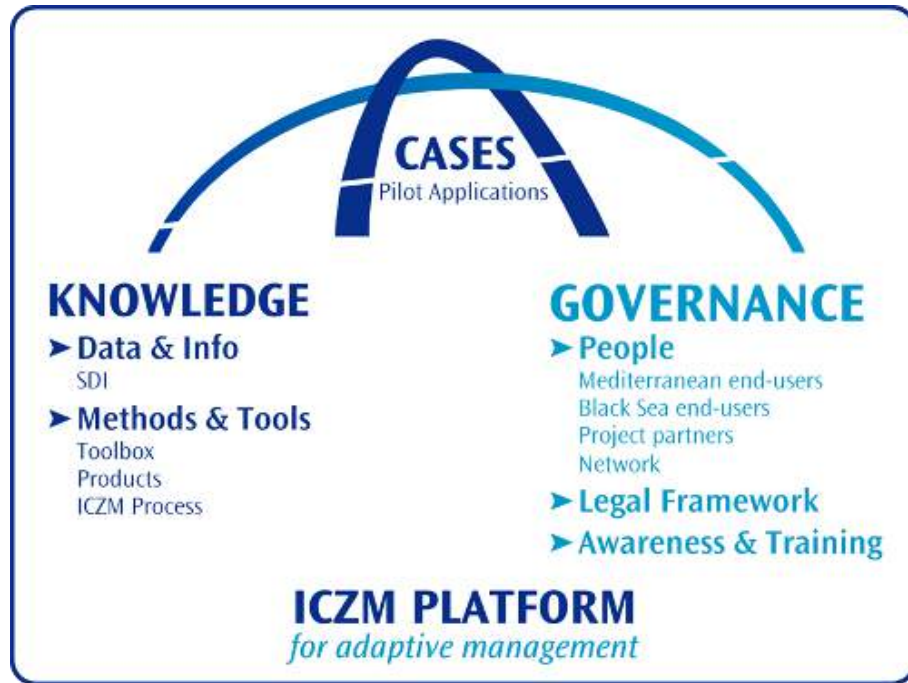 CASES
Pilot Applications
KNOWLEDGE
➤ Data & Info
SDI
➤ Methods & Tools
Toolbox
Products
ICZM Process
GOVERNANCE
➤ People
Mediterranean end-users
Black Sea end-users
Project partners
Network
➤ Legal Framework
➤ Awareness & Training
ICZM PLATFORM
for adaptive management